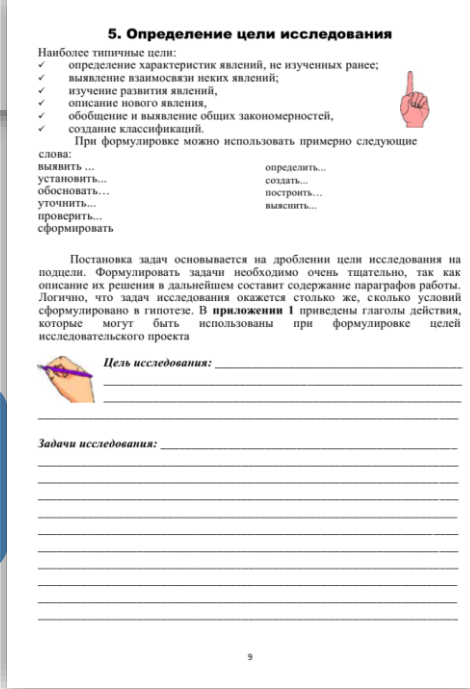 5. Определение цели исследования
Наиболее типичные цели:
✓ определение характеристик явлений, не изученных ранее;
✓ выявление взаимосвязи неких явлений;
✓ изучение развития явлений,
✓ описание нового явления,
✓ обобщение и выявление общих закономерностей,
✓ создание классификаций.
При формулировке можно использовать примерно следующие
слова:
выявить ...
установить...
обосновать...
уточнить...
проверить...
сформировать
определить...
создать...
построить...
выяснить...
Постановка задач основывается на дроблении цели исследования на
подцели. Формулировать задачи необходимо очень тщательно, так как
описание их решения в дальнейшем составит содержание параграфов работы.
Логично, что задач исследования окажется столько же, сколько условий
сформулировано в гипотезе. В приложении 1 приведены глаголы действия,
которые могут быть использованы при формулировке целей
исследовательского проекта
Цель исследования:
Задачи исследования:
9